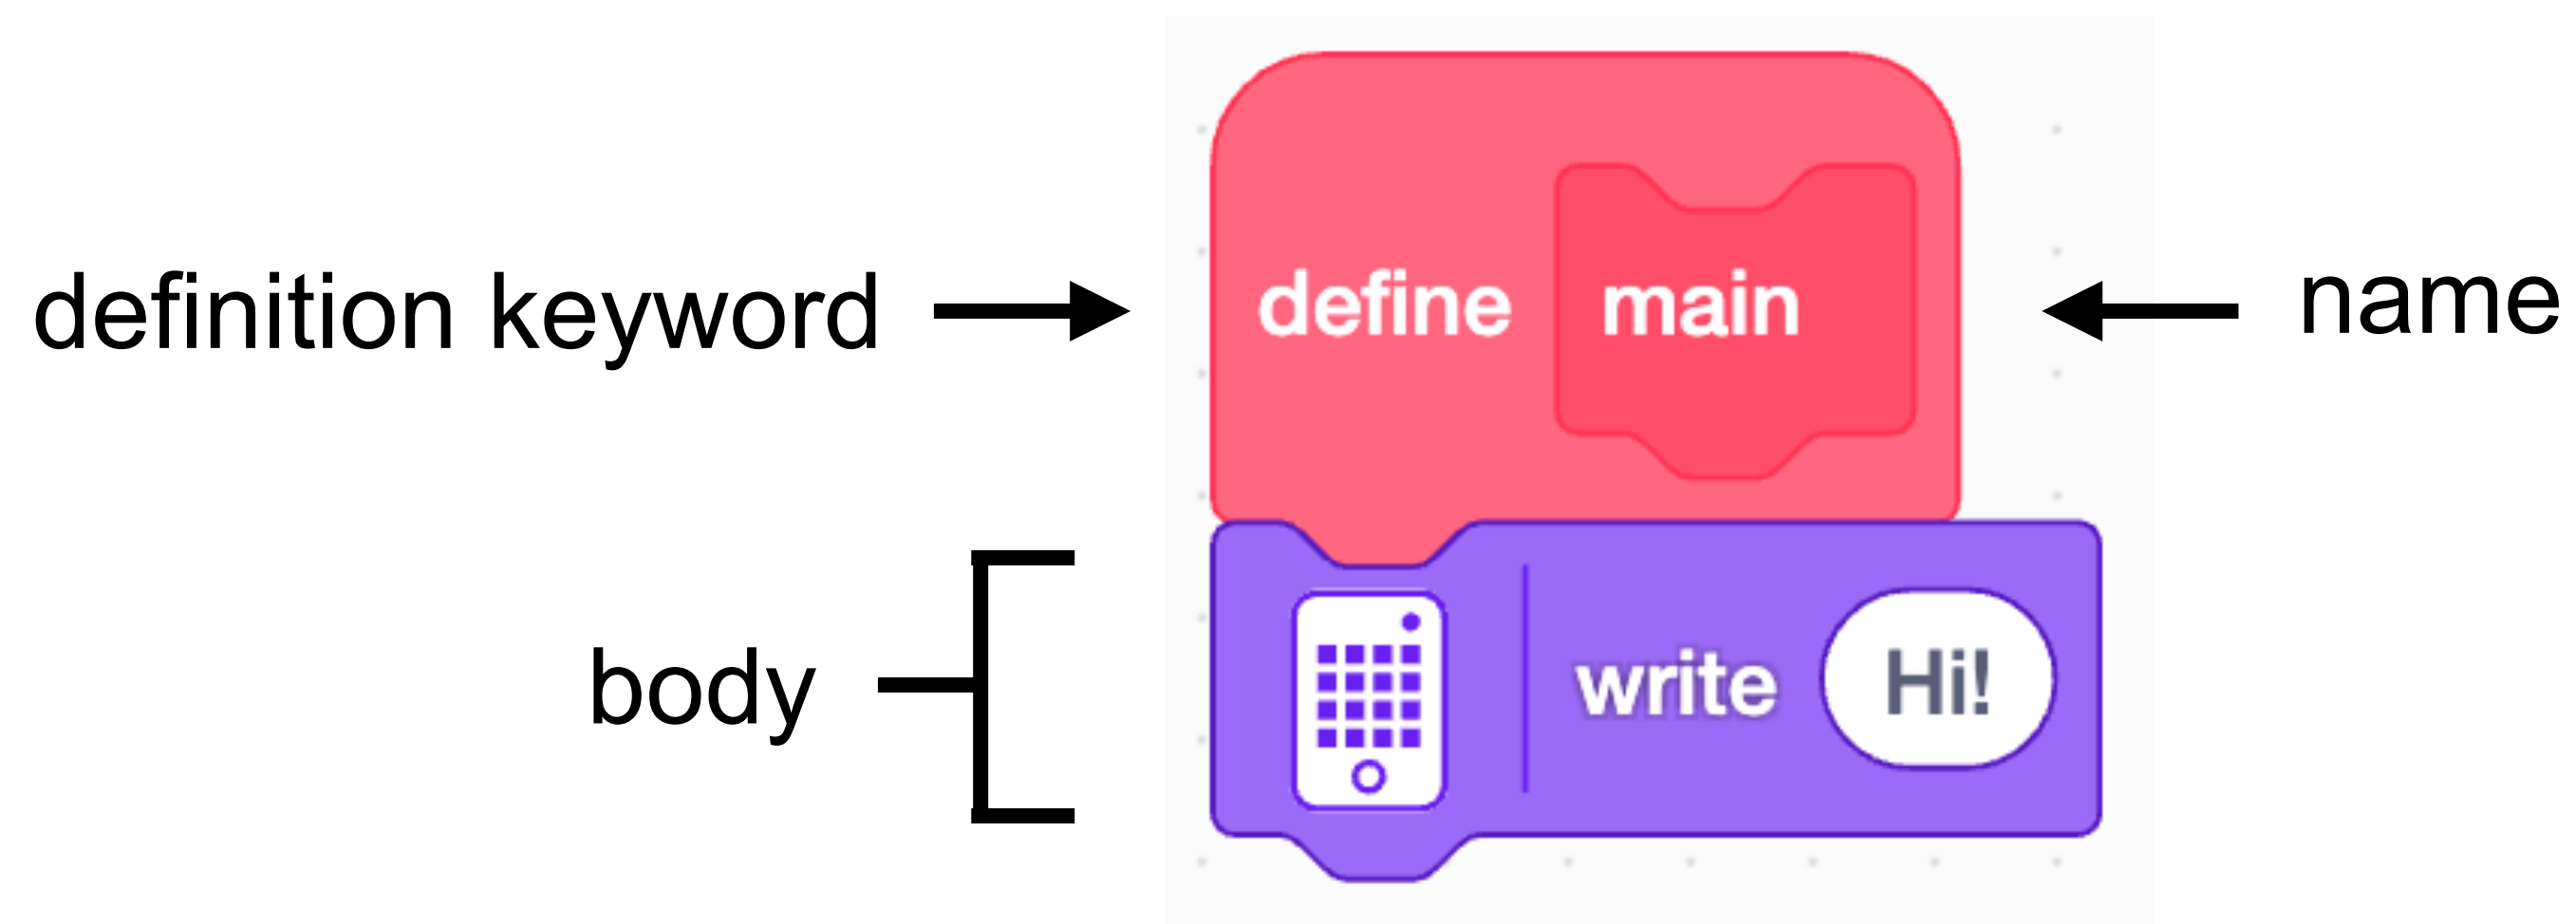 definition keyword
define main
name
body
write Hi!